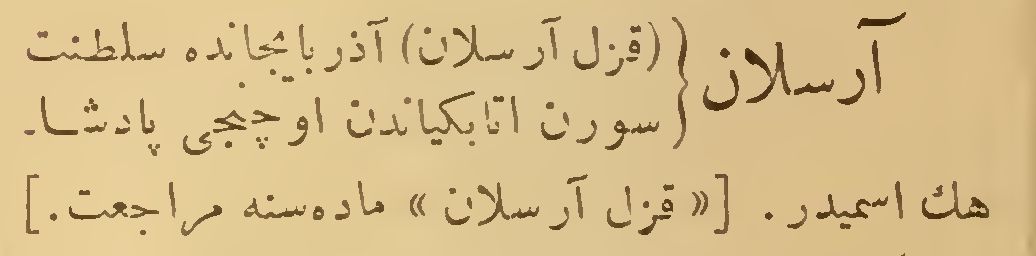 آرسلان {(قزل آرسلان) آذربایجانده سلطنت
سورن اتابکیاندن اوچنجی پادشا-
هك اسمیدر. [« قزل آرسلان » ماده‌سنه مراجعت.]